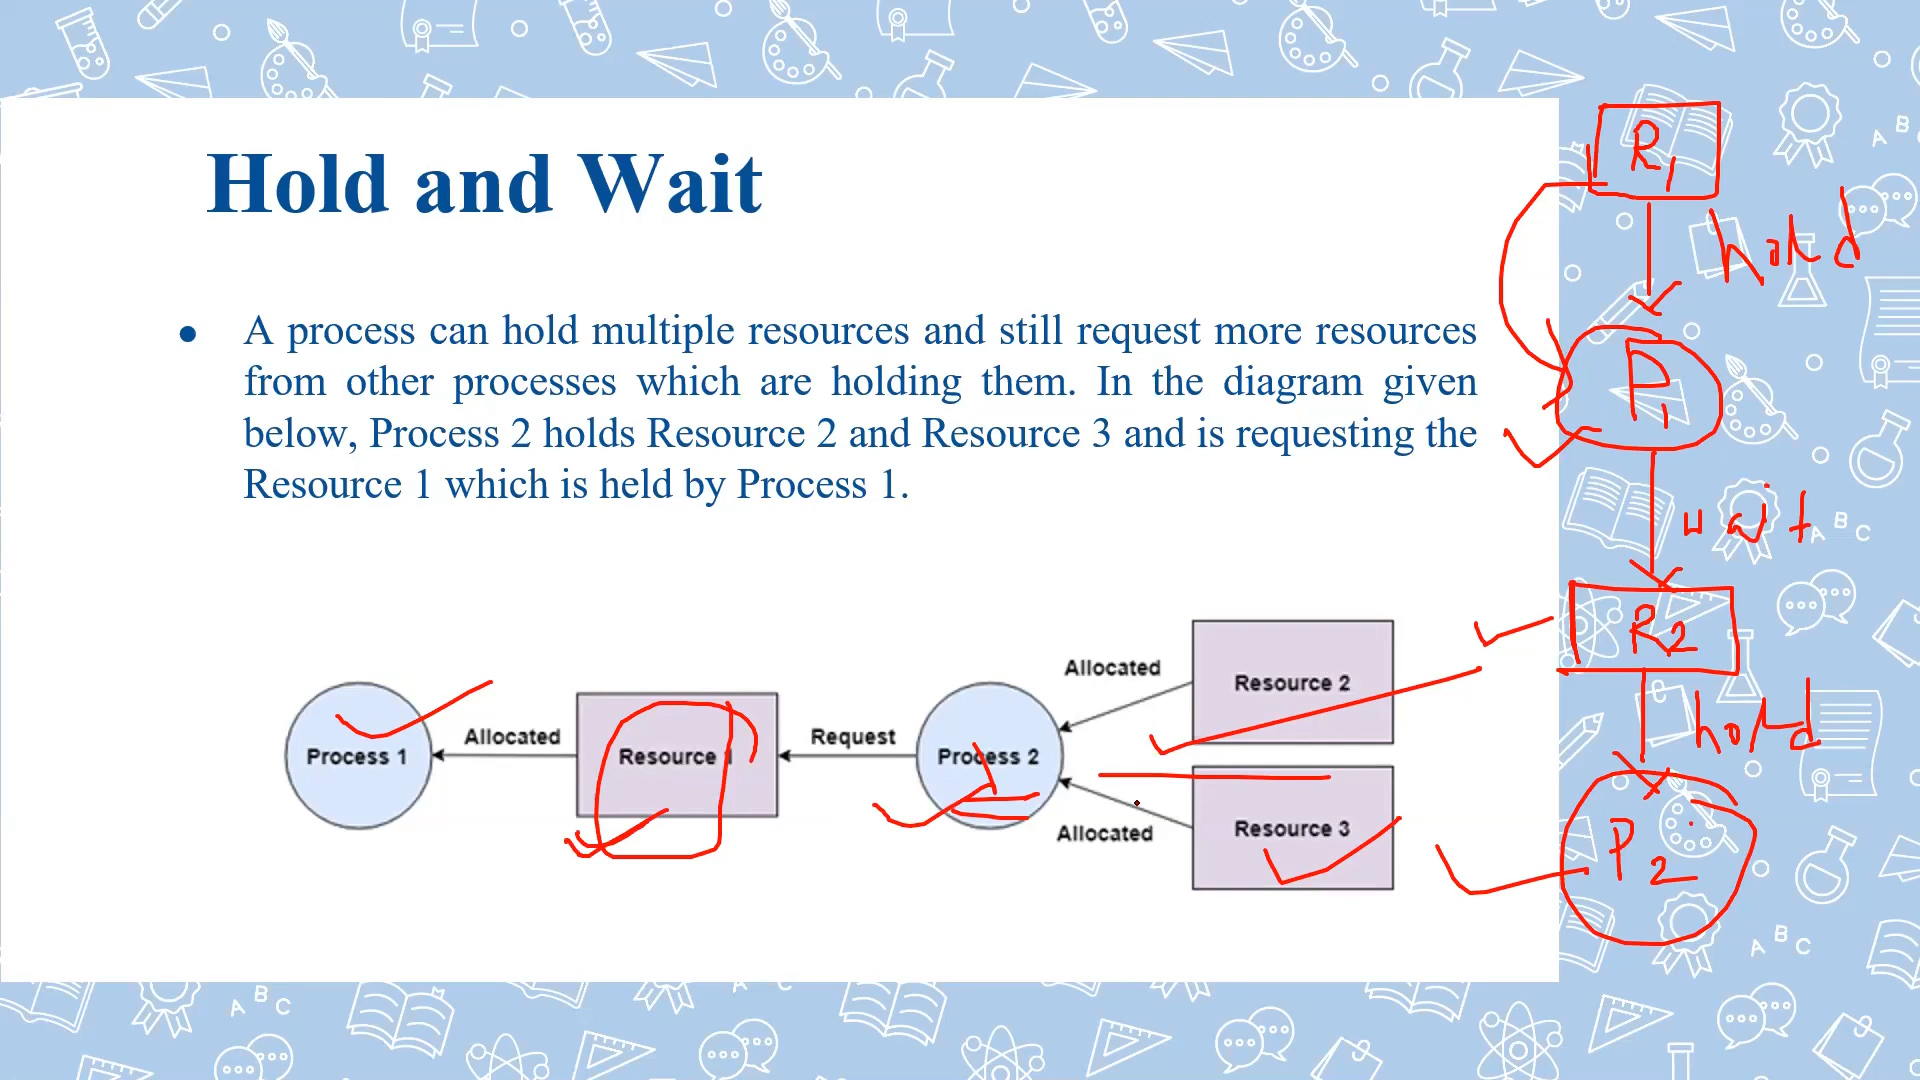 Hold and Wait
● A process can hold multiple resources and still request more resources
from other processes which are holding them. In the diagram given
below, Process 2 holds Resource 2 and Resource 3 and is requesting the
Resource 1 which is held by Process 1.
Process 1
Allocated
Resource 1
Request
Process 2
Allocated
Allocated
Resource 2
Resource 3
R1
hold
P1
wait
R2
hold
P2
A B C
A B C
A B C
A B C